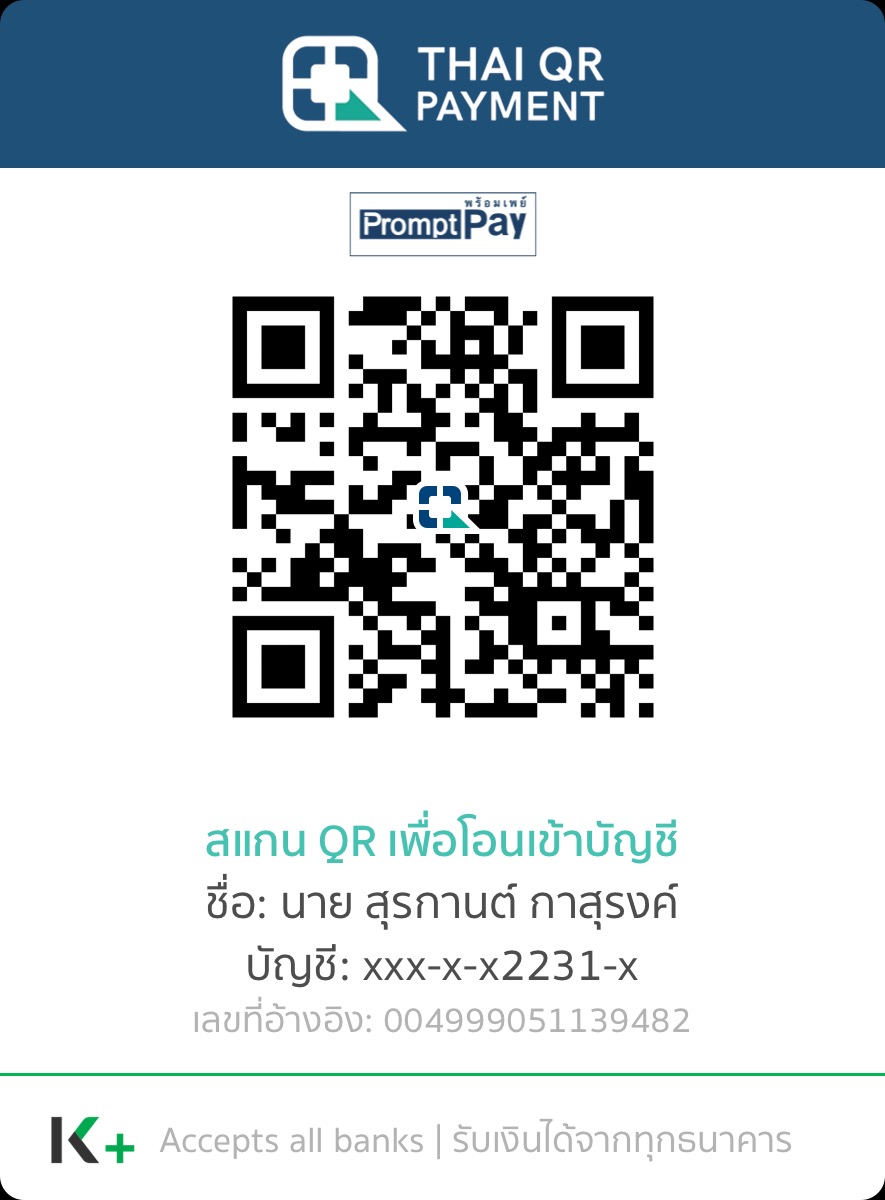 THAI QR
PAYMENT
พร้อมเพย์
PromptPay
สแกน QR เพื่อโอนเข้าบัญชี
ชื่อ: นาย สุรกานต์ กาสุรงค์
บัญชี: xxx-x-x2231-x
เลขที่อ้างอิง: 004999051139482
K+ Accepts all banks | รับเงินได้จากทุกธนาคาร